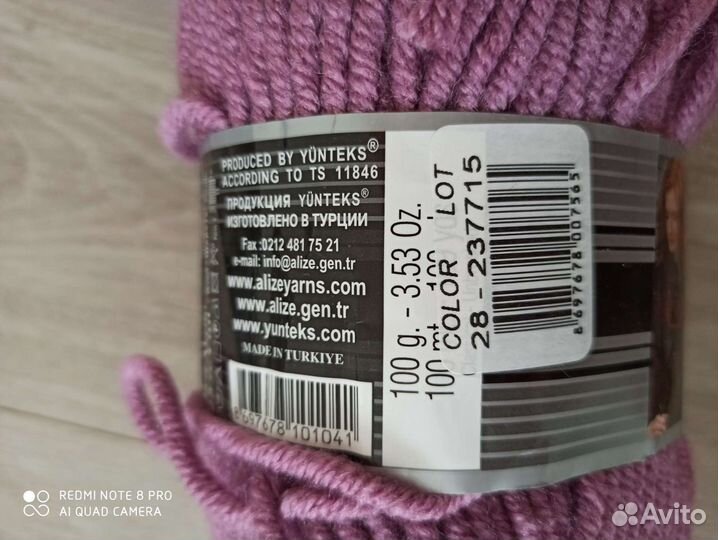 PRODUCED BY YÜNTEKS®
ACCORDING TO TS 11846
ПРОДУКЦИЯ YÜNTEKS®
ИЗГОТОВЛЕНО В ТУРЦИИ
Fax :0212 481 75 21
e-mail: info@alize.gen.tr
www.alizeyarns.com
www.alize.gen.tr
www.yunteks.com
MADE IN TURKIYE
8 697678 101041
100 g. - 3.53 Oz.
100 mt
COLOR LOT
28 - 237715
8 697678 007565
REDMI NOTE 8 PRO
AI QUAD CAMERA
Avito